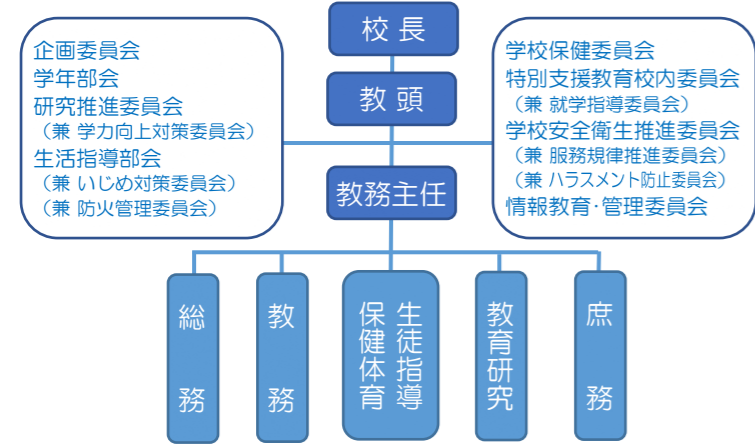 校長
教頭
教務主任
企画委員会
学年部会
研究推進委員会
（兼 学力向上対策委員会）
生活指導部会
（兼 いじめ対策委員会）
（兼 防火管理委員会）
学校保健委員会
特別支援教育校内委員会
（兼 就学指導委員会）
学校安全衛生推進委員会
（兼 服務規律推進委員会）
（兼 ハラスメント防止委員会）
情報教育・管理委員会
総務
教務
生徒指導
保健体育
教育研究
庶務